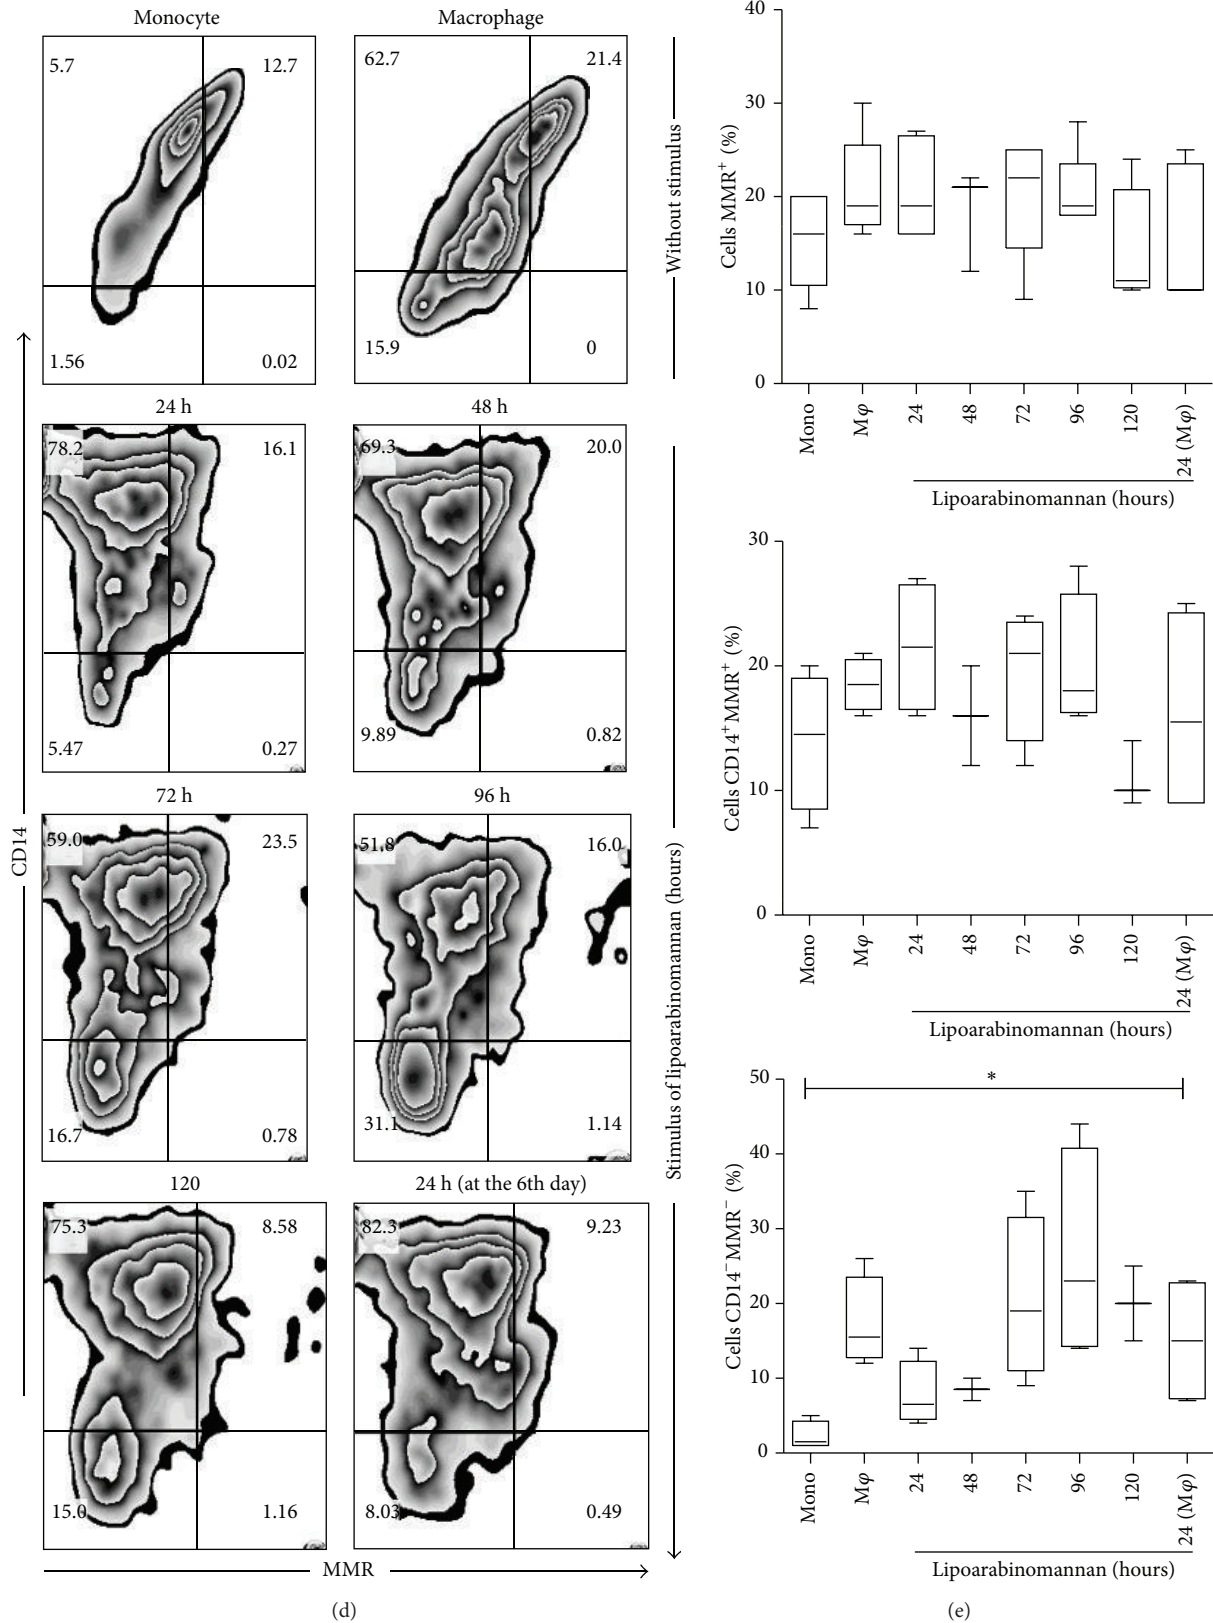 Monocyte
Macrophage
5.7
12.7
62.7
21.4
1.56
0.02
15.9
0
Without stimulus
24 h
48 h
78.2
16.1
69.3
20.0
5.47
0.27
9.89
0.82
72 h
96 h
59.0
23.5
51.8
16.0
16.7
0.78
31.1
1.14
120
24 h (at the 6th day)
75.3
8.58
82.3
9.23
15.0
1.16
8.03
0.49
CD14
MMR
Stimulus of lipoarabinomannan (hours)
(d)
Cells MMR⁺ (%)
40
30
20
10
0
Mono
Mφ
24
48
72
96
120
24 (Mφ)
Lipoarabinomannan (hours)
Cells CD14⁺MMR⁺ (%)
30
20
10
0
Mono
Mφ
24
48
72
96
120
24 (Mφ)
Lipoarabinomannan (hours)
Cells CD14⁻MMR⁻ (%)
50
40
30
20
10
0
*
Mono
Mφ
24
48
72
96
120
24 (Mφ)
Lipoarabinomannan (hours)
(e)